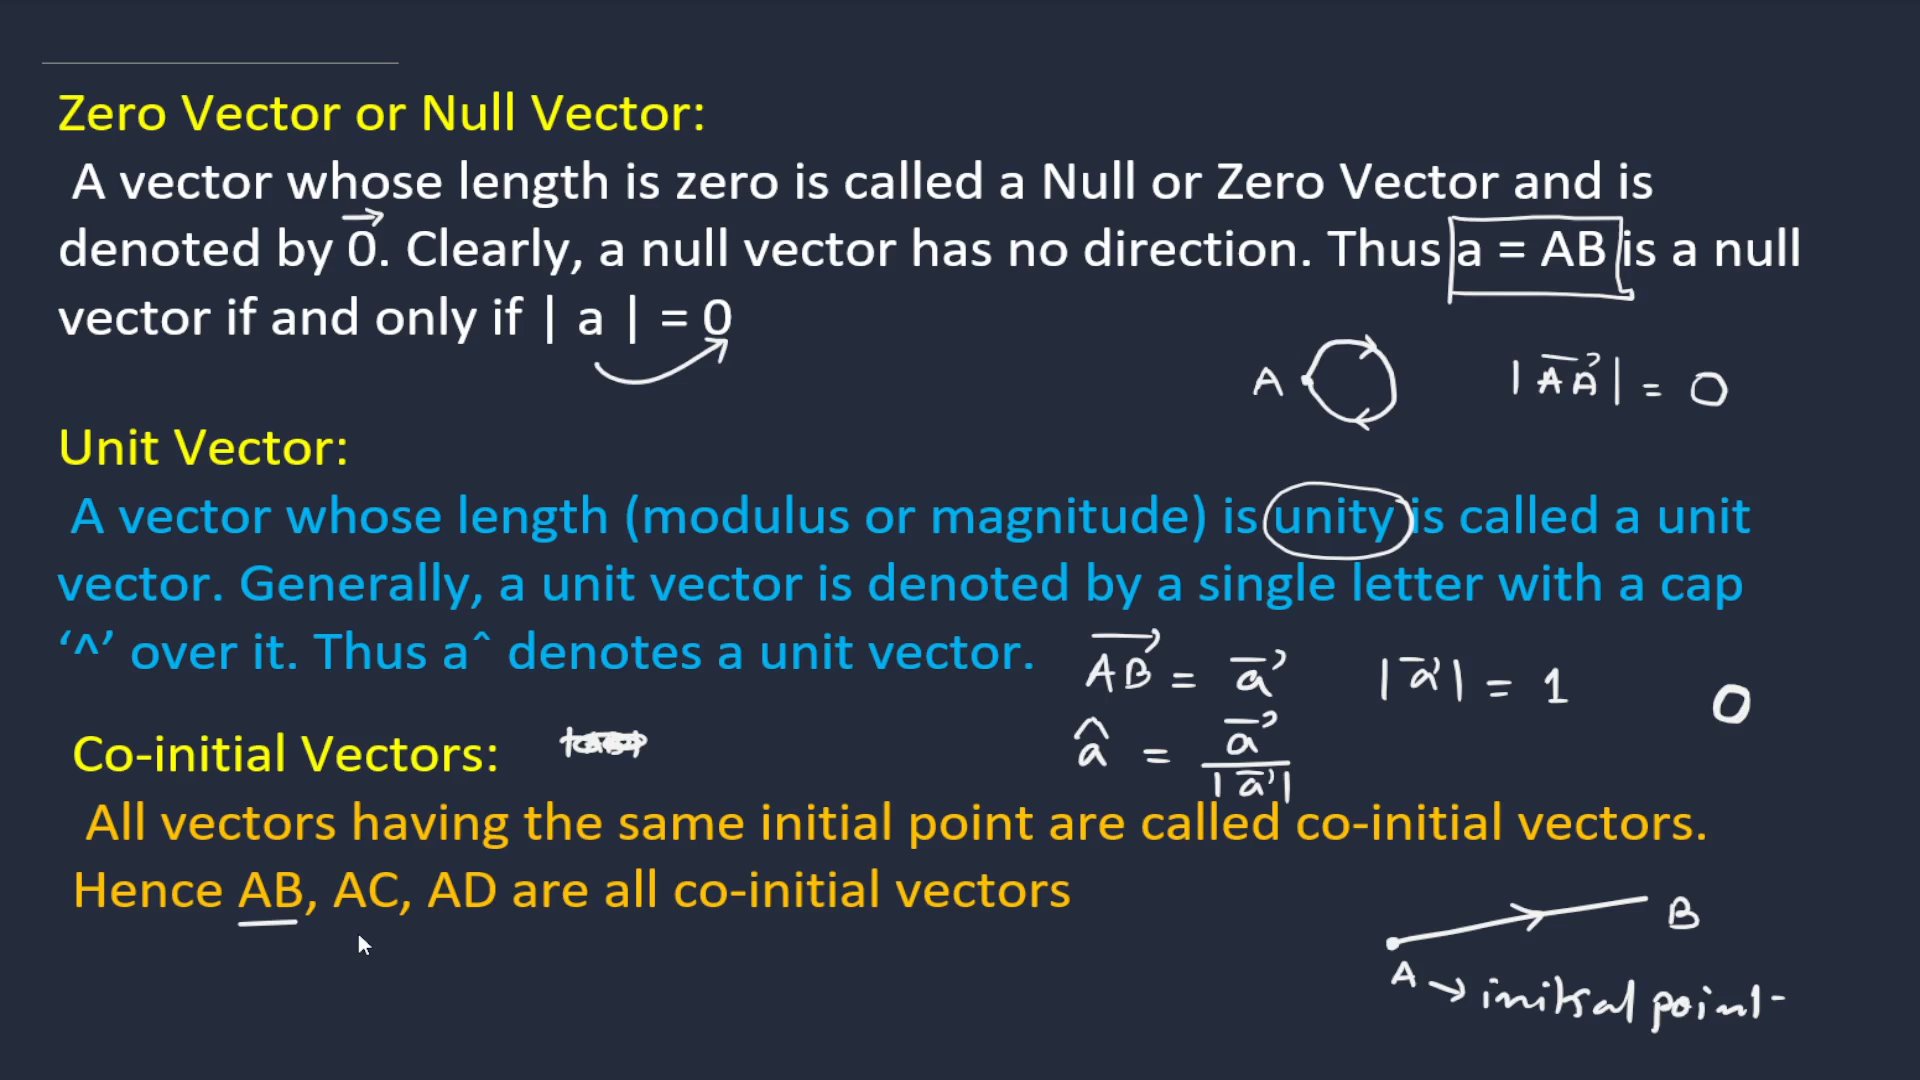 Zero Vector or Null Vector:
A vector whose length is zero is called a Null or Zero Vector and is
denoted by 0⃗. Clearly, a null vector has no direction. Thus a = AB is a null
vector if and only if | a | = 0
A |AA⃗| = 0
Unit Vector:
A vector whose length (modulus or magnitude) is unity is called a unit
vector. Generally, a unit vector is denoted by a single letter with a cap
‘^’ over it. Thus aˆ denotes a unit vector.
AB⃗ = a⃗ |a⃗| = 1 0
â = a⃗ / |a⃗|
Co-initial Vectors:
All vectors having the same initial point are called co-initial vectors.
Hence AB, AC, AD are all co-initial vectors
B
A → initial point